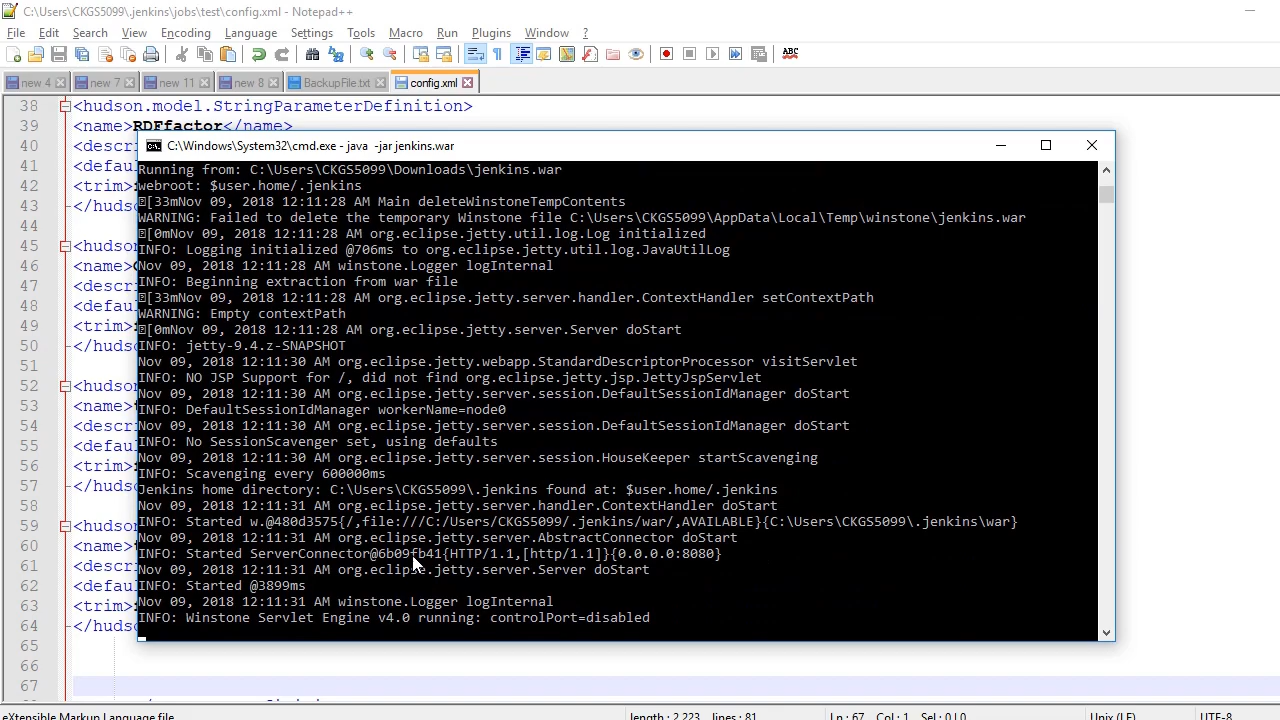 C:\Users\CKGS5099\.jenkins\jobs\test\config.xml - Notepad++
File Edit Search View Encoding Language Settings Tools Macro Run Plugins Window ?
new 4 new 7 new 11 new 8 BackupFile.txt config.xml
38 <hudson.model.StringParameterDefinition>
39 <name>RDFfactor</name>
C:\Windows\System32\cmd.exe - java -jar jenkins.war
40 <descri
41 <defau
42 <trim>
43 </huds
44
45 <hudso
46 <name>
47 <descr
48 <defau
49 <trim>
50 </huds
51
52 <hudso
53 <name>
54 <descr
55 <defau
56 <trim>
57 </huds
58
59 <hudso
60 <name>
61 <descr
62 <defau
63 <trim>
64 </huds
65
66
67
Running from: C:\Users\CKGS5099\Downloads\jenkins.war
webroot: $user.home/.jenkins
[33mNov 09, 2018 12:11:28 AM Main deleteWinstoneTempContents
WARNING: Failed to delete the temporary Winstone file C:\Users\CKGS5099\AppData\Local\Temp\winstone\jenkins.war
[0mNov 09, 2018 12:11:28 AM org.eclipse.jetty.util.log.Log initialized
INFO: Logging initialized @706ms to org.eclipse.jetty.util.log.JavaUtilLog
Nov 09, 2018 12:11:28 AM winstone.Logger logInternal
INFO: Beginning extraction from war file
[33mNov 09, 2018 12:11:28 AM org.eclipse.jetty.server.handler.ContextHandler setContextPath
WARNING: Empty contextPath
[0mNov 09, 2018 12:11:28 AM org.eclipse.jetty.server.Server doStart
INFO: jetty-9.4.z-SNAPSHOT
Nov 09, 2018 12:11:30 AM org.eclipse.jetty.webapp.StandardDescriptorProcessor visitServlet
INFO: NO JSP Support for /, did not find org.eclipse.jetty.jsp.JettyJspServlet
Nov 09, 2018 12:11:30 AM org.eclipse.jetty.server.session.DefaultSessionIdManager doStart
INFO: DefaultSessionIdManager workerName=node0
Nov 09, 2018 12:11:30 AM org.eclipse.jetty.server.session.DefaultSessionIdManager doStart
INFO: No SessionScavenger set, using defaults
Nov 09, 2018 12:11:30 AM org.eclipse.jetty.server.session.HouseKeeper startScavenging
INFO: Scavenging every 600000ms
Jenkins home directory: C:\Users\CKGS5099\.jenkins found at: $user.home/.jenkins
Nov 09, 2018 12:11:31 AM org.eclipse.jetty.server.handler.ContextHandler doStart
INFO: Started w.@480d3575{/,file:///C:/Users/CKGS5099/.jenkins/war/,AVAILABLE}{C:\Users\CKGS5099\.jenkins\war}
Nov 09, 2018 12:11:31 AM org.eclipse.jetty.server.AbstractConnector doStart
INFO: Started ServerConnector@6b09fb41{HTTP/1.1,[http/1.1]}{0.0.0.0:8080}
Nov 09, 2018 12:11:31 AM org.eclipse.jetty.server.Server doStart
INFO: Started @3899ms
Nov 09, 2018 12:11:31 AM winstone.Logger logInternal
INFO: Winstone Servlet Engine v4.0 running: controlPort=disabled
eXtensible Markup Language file length : 2,223 lines : 81 Ln : 67 Col : 1 Sel : 0 | 0 Unix (LF) UTF-8